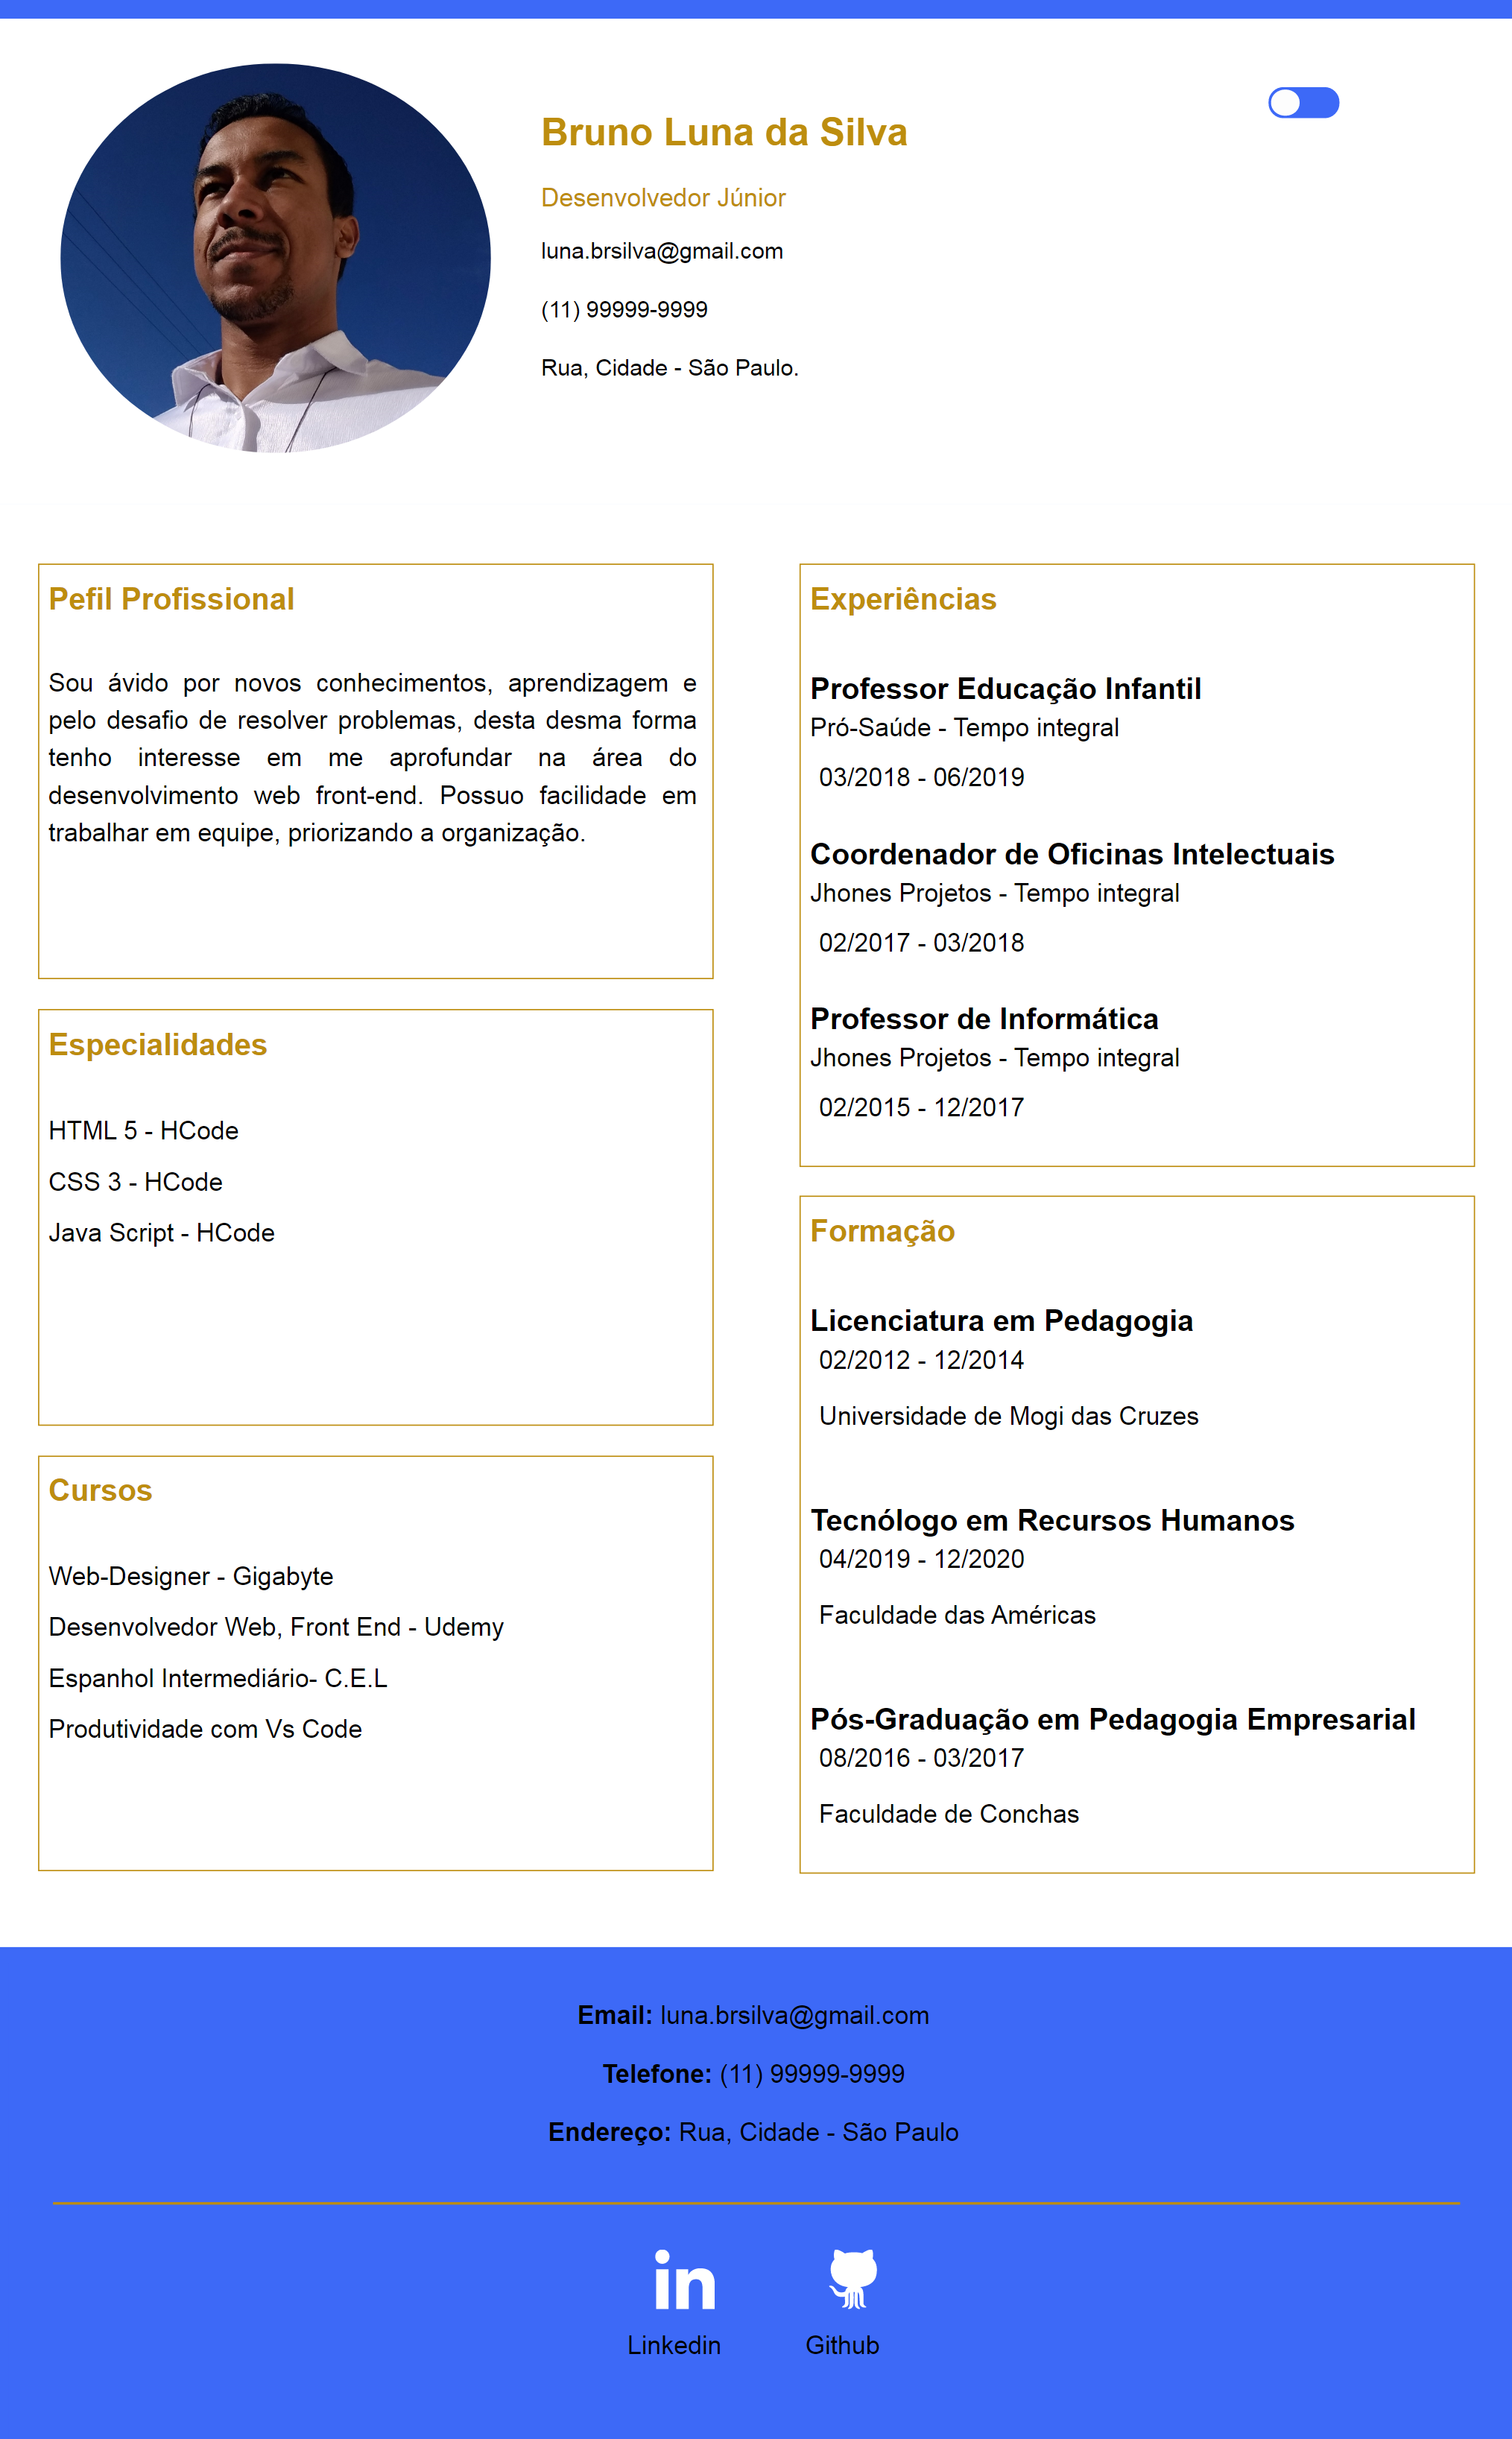 Bruno Luna da Silva
Desenvolvedor Júnior
luna.brsilva@gmail.com
(11) 99999-9999
Rua, Cidade - São Paulo.
Pefil Profissional
Sou ávido por novos conhecimentos, aprendizagem e
pelo desafio de resolver problemas, desta desma forma
tenho interesse em me aprofundar na área do
desenvolvimento web front-end. Possuo facilidade em
trabalhar em equipe, priorizando a organização.
Especialidades
HTML 5 - HCode
CSS 3 - HCode
Java Script - HCode
Cursos
Web-Designer - Gigabyte
Desenvolvedor Web, Front End - Udemy
Espanhol Intermediário- C.E.L
Produtividade com Vs Code
Experiências
Professor Educação Infantil
Pró-Saúde - Tempo integral
03/2018 - 06/2019
Coordenador de Oficinas Intelectuais
Jhones Projetos - Tempo integral
02/2017 - 03/2018
Professor de Informática
Jhones Projetos - Tempo integral
02/2015 - 12/2017
Formação
Licenciatura em Pedagogia
02/2012 - 12/2014
Universidade de Mogi das Cruzes
Tecnólogo em Recursos Humanos
04/2019 - 12/2020
Faculdade das Américas
Pós-Graduação em Pedagogia Empresarial
08/2016 - 03/2017
Faculdade de Conchas
Email: luna.brsilva@gmail.com
Telefone: (11) 99999-9999
Endereço: Rua, Cidade - São Paulo
in
Linkedin
Github